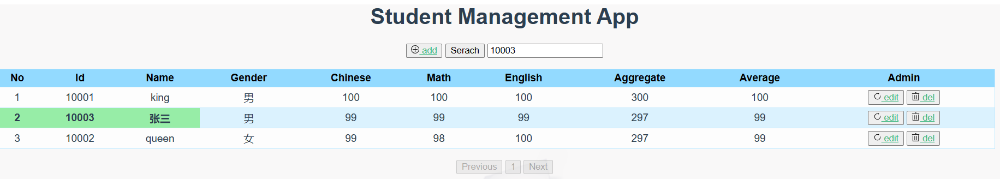 Student Management App
add Serach 10003
No Id Name Gender Chinese Math English Aggregate Average Admin
1 10001 king 男 100 100 100 300 100 edit del
2 10003 张三 男 99 99 99 297 99 edit del
3 10002 queen 女 99 98 100 297 99 edit del
Previous 1 Next